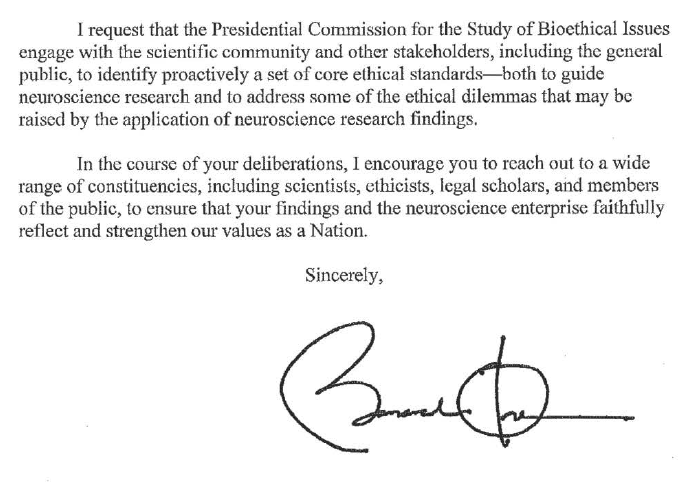 I request that the Presidential Commission for the Study of Bioethical Issues
engage with the scientific community and other stakeholders, including the general
public, to identify proactively a set of core ethical standards—both to guide
neuroscience research and to address some of the ethical dilemmas that may be
raised by the application of neuroscience research findings.
In the course of your deliberations, I encourage you to reach out to a wide
range of constituencies, including scientists, ethicists, legal scholars, and members
of the public, to ensure that your findings and the neuroscience enterprise faithfully
reflect and strengthen our values as a Nation.
Sincerely,